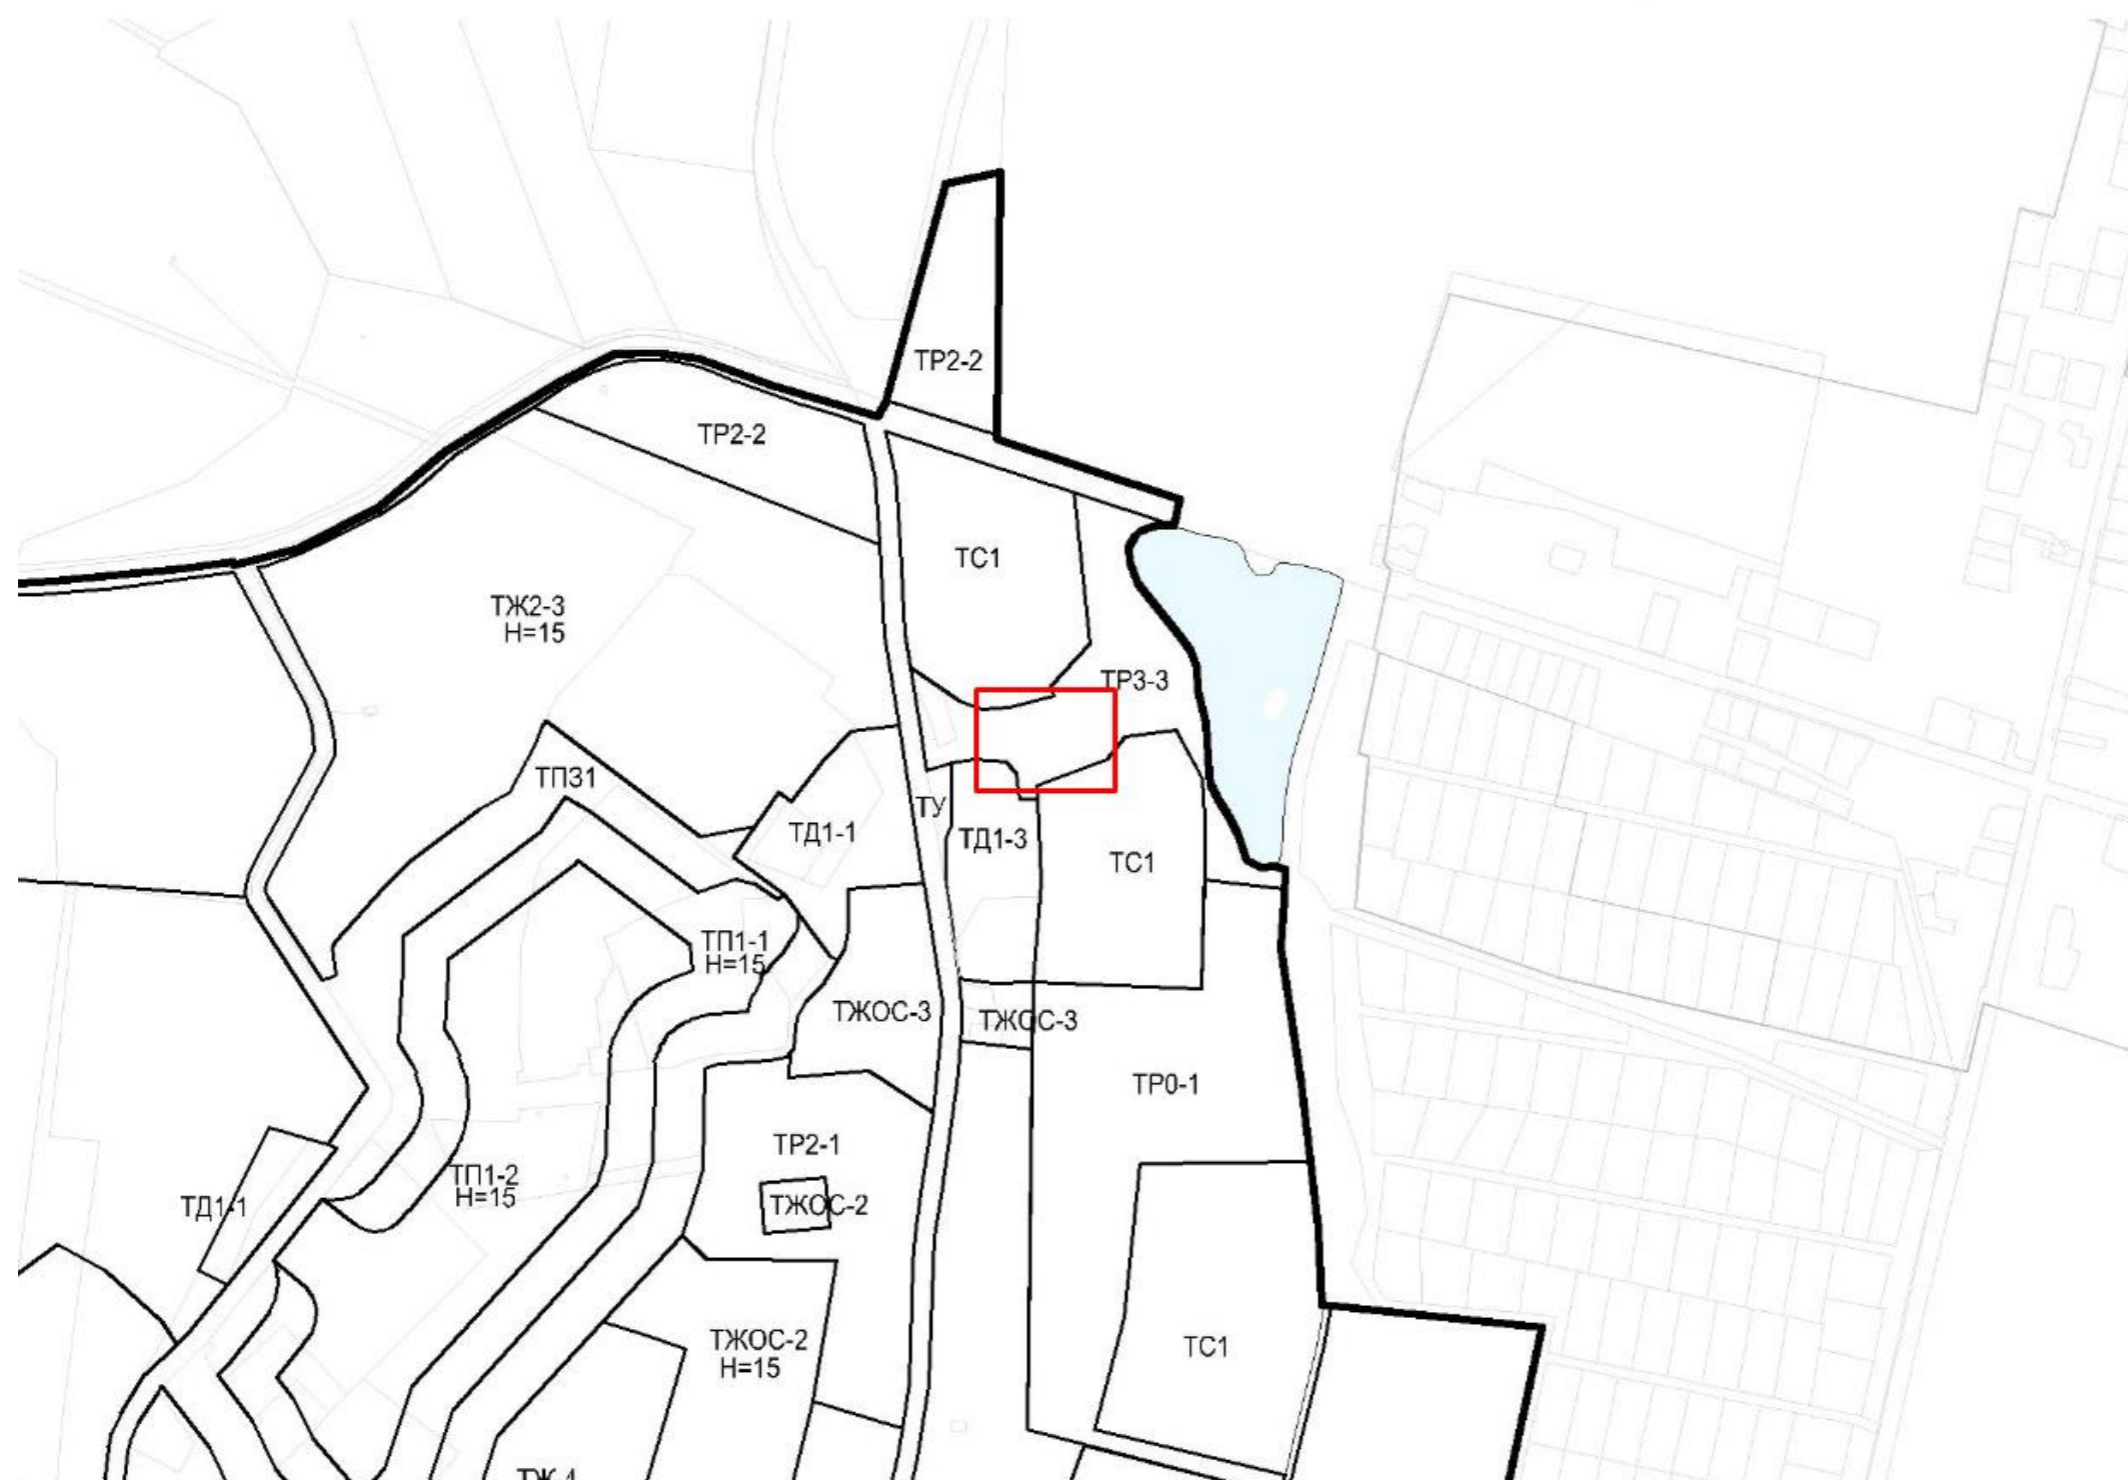 ТР2-2
ТР2-2
ТС1
ТЖ2-3
Н=15
ТР3-3
ТПЗ1
ТУ
ТД1-1
ТД1-3
ТС1
ТП1-1
Н=15
ТЖОС-3
ТЖОС-3
ТР0-1
ТР2-1
ТП1-2
Н=15
ТД1-1
ТЖОС-2
ТЖОС-2
Н=15
ТС1